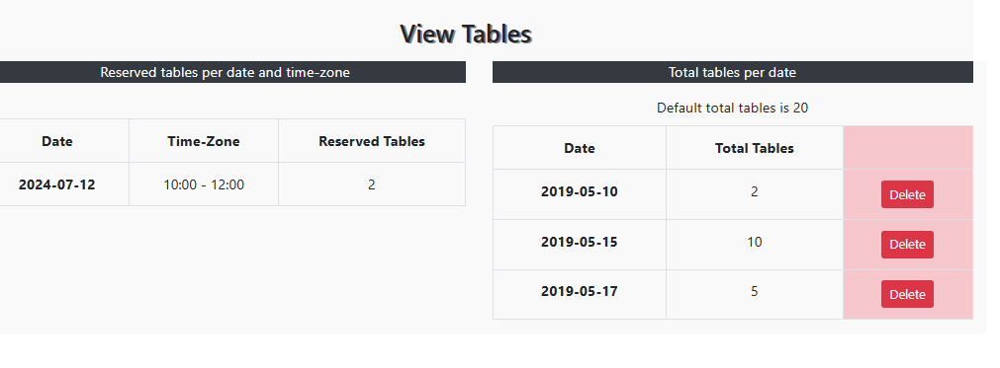 View Tables
Reserved tables per date and time-zone
Date Time-Zone Reserved Tables
2024-07-12 10:00 - 12:00 2
Total tables per date
Default total tables is 20
Date Total Tables
2019-05-10 2 Delete
2019-05-15 10 Delete
2019-05-17 5 Delete